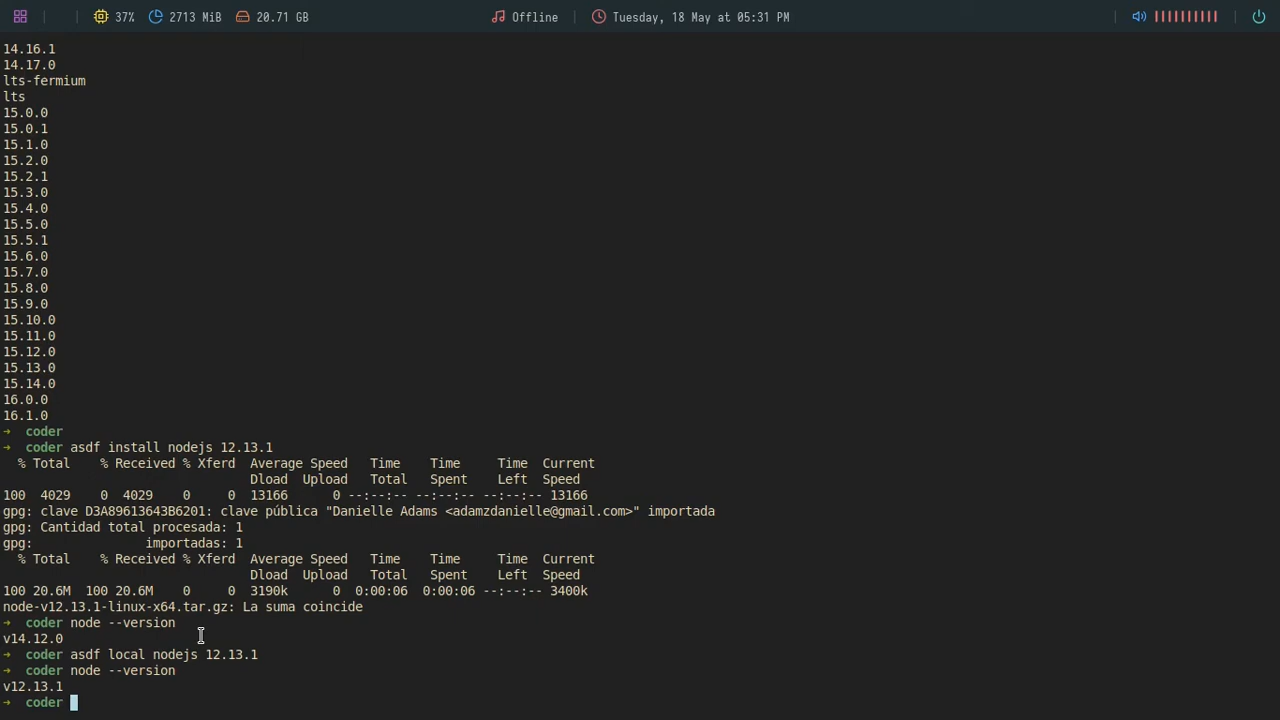 37% 2713 MiB 20.71 GB Offline Tuesday, 18 May at 05:31 PM
14.16.1
14.17.0
lts-fermium
lts
15.0.0
15.0.1
15.1.0
15.2.0
15.2.1
15.3.0
15.4.0
15.5.0
15.5.1
15.6.0
15.7.0
15.8.0
15.9.0
15.10.0
15.11.0
15.12.0
15.13.0
15.14.0
16.0.0
16.1.0
→ coder
→ coder asdf install nodejs 12.13.1
% Total % Received % Xferd Average Speed Time Time Time Current
Dload Upload Total Spent Left Speed
100 4029 0 4029 0 0 13166 0 --:--:-- --:--:-- --:--:-- 13166
gpg: clave D3A89613643B6201: clave pública "Danielle Adams <adamzdanielle@gmail.com>" importada
gpg: Cantidad total procesada: 1
gpg: importadas: 1
% Total % Received % Xferd Average Speed Time Time Time Current
Dload Upload Total Spent Left Speed
100 20.6M 100 20.6M 0 0 3190k 0 0:00:06 0:00:06 --:--:-- 3400k
node-v12.13.1-linux-x64.tar.gz: La suma coincide
→ coder node --version
v14.12.0
→ coder asdf local nodejs 12.13.1
→ coder node --version
v12.13.1
→ coder